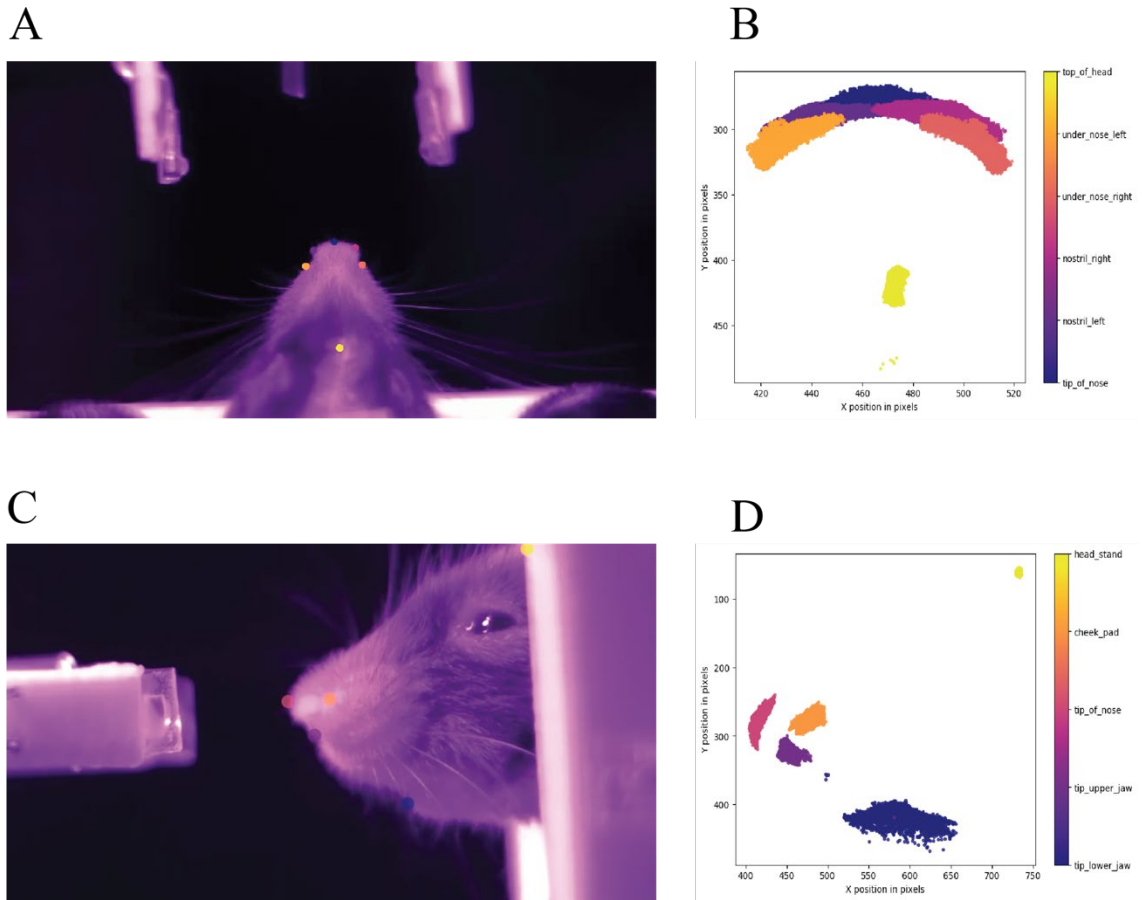 A
B
300
350
400
450
Y position in pixels
420
440
460
480
500
520
X position in pixels
top_of_head
under_nose_left
under_nose_right
nostril_right
nostril_left
tip_of_nose
C
D
100
200
300
400
Y position in pixels
400
450
500
550
600
650
700
750
X position in pixels
head_stand
cheek_pad
tip_of_nose
tip_upper_jaw
tip_lower_jaw